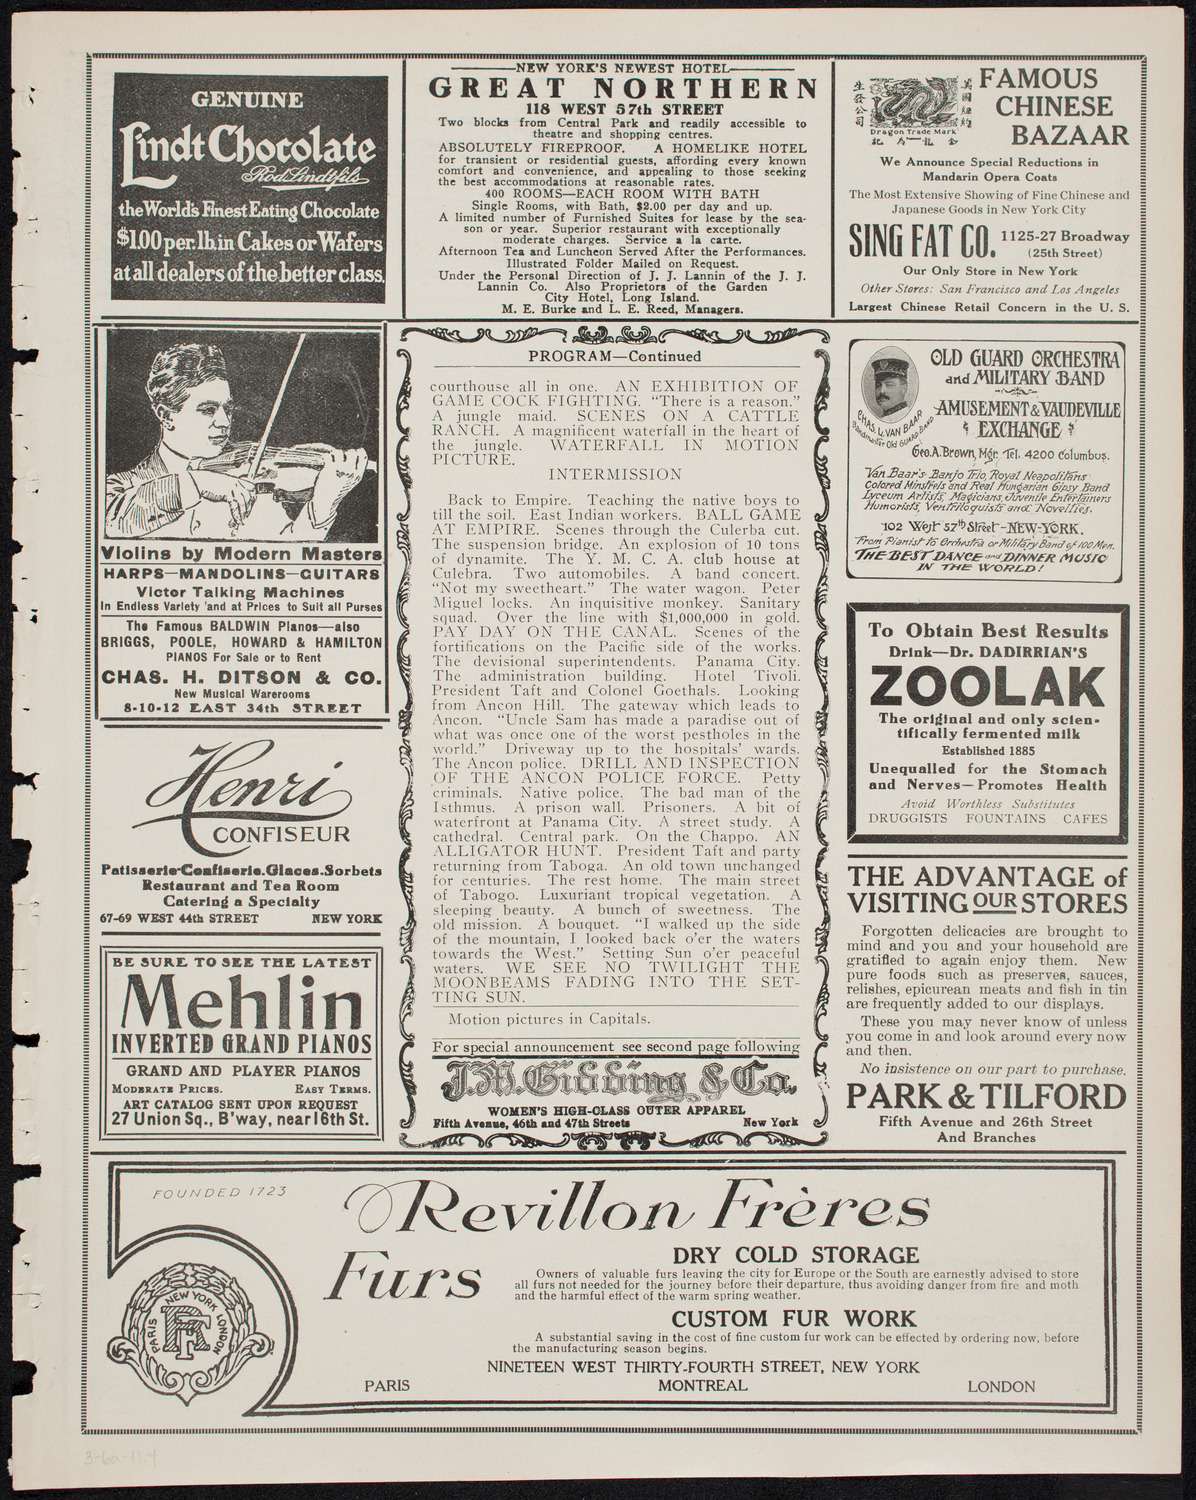 GENUINE
Lindt Chocolate
Rod. Lindt fils
the World's Finest Eating Chocolate
$1.00 per lb. in Cakes or Wafers
at all dealers of the better class.
NEW YORK'S NEWEST HOTEL
GREAT NORTHERN
118 WEST 57th STREET
Two blocks from Central Park and readily accessible to
theatre and shopping centres.
ABSOLUTELY FIREPROOF. A HOMELIKE HOTEL
for transient or residential guests, affording every known
comfort and convenience, and appealing to those seeking
the best accommodations at reasonable rates.
400 ROOMS—EACH ROOM WITH BATH
Single Rooms, with Bath, $2.00 per day and up.
A limited number of Furnished Suites for lease by the sea-
son or year. Superior restaurant with exceptionally
moderate charges. Service a la carte.
Afternoon Tea and Luncheon Served After the Performances.
Illustrated Folder Mailed on Request.
Under the Personal Direction of J. J. Lannin of the J. J.
Lannin Co. Also Proprietors of the Garden
City Hotel, Long Island.
M. E. Burke and L. E. Reed, Managers.
生發公司
美國紐約
Dragon Trade Mark
FAMOUS
CHINESE
BAZAAR
We Announce Special Reductions in
Mandarin Opera Coats
The Most Extensive Showing of Fine Chinese and
Japanese Goods in New York City
SING FAT CO. 1125-27 Broadway
(25th Street)
Our Only Store in New York
Other Stores: San Francisco and Los Angeles
Largest Chinese Retail Concern in the U. S.
Violins by Modern Masters
HARPS—MANDOLINS—GUITARS
Victor Talking Machines
In Endless Variety and at Prices to Suit all Purses
The Famous BALDWIN Pianos—also
BRIGGS, POOLE, HOWARD & HAMILTON
PIANOS For Sale or to Rent
CHAS. H. DITSON & CO.
New Musical Warerooms
8-10-12 EAST 34th STREET
Henri
CONFISEUR
Patisserie-Confiserie.Glaces.Sorbets
Restaurant and Tea Room
Catering a Specialty
67-69 WEST 44th STREET NEW YORK
BE SURE TO SEE THE LATEST
Mehlin
INVERTED GRAND PIANOS
GRAND AND PLAYER PIANOS
MODERATE PRICES. EASY TERMS.
ART CATALOG SENT UPON REQUEST
27 Union Sq., B'way, near 16th St.
PROGRAM—Continued
courthouse all in one. AN EXHIBITION OF
GAME COCK FIGHTING. "There is a reason."
A jungle maid. SCENES ON A CATTLE
RANCH. A magnificent waterfall in the heart of
the jungle. WATERFALL IN MOTION
PICTURE.
INTERMISSION
Back to Empire. Teaching the native boys to
till the soil. East Indian workers. BALL GAME
AT EMPIRE. Scenes through the Culerba cut.
The suspension bridge. An explosion of 10 tons
of dynamite. The Y. M. C. A. club house at
Culebra. Two automobiles. A band concert.
"Not my sweetheart." The water wagon. Peter
Miguel locks. An inquisitive monkey. Sanitary
squad. Over the line with $1,000,000 in gold.
PAY DAY ON THE CANAL. Scenes of the
fortifications on the Pacific side of the works.
The devisional superintendents. Panama City.
The administration building. Hotel Tivoli.
President Taft and Colonel Goethals. Looking
from Ancon Hill. The gateway which leads to
Ancon. "Uncle Sam has made a paradise out of
what was once one of the worst pestholes in the
world." Driveway up to the hospitals' wards.
The Ancon police. DRILL AND INSPECTION
OF THE ANCON POLICE FORCE. Petty
criminals. Native police. The bad man of the
Isthmus. A prison wall. Prisoners. A bit of
waterfront at Panama City. A street study. A
cathedral. Central park. On the Chappo. AN
ALLIGATOR HUNT. President Taft and party
returning from Taboga. An old town unchanged
for centuries. The rest home. The main street
of Tabogo. Luxuriant tropical vegetation. A
sleeping beauty. A bunch of sweetness. The
old mission. A bouquet. "I walked up the side
of the mountain, I looked back o'er the waters
towards the West." Setting Sun o'er peaceful
waters. WE SEE NO TWILIGHT THE
MOONBEAMS FADING INTO THE SET-
TING SUN.
Motion pictures in Capitals.
For special announcement see second page following
J.M. Gidding & Co.
WOMEN'S HIGH-CLASS OUTER APPAREL
Fifth Avenue, 46th and 47th Streets New York
CHAS. U. VAN BAAR
Bandmaster Old GUARD BAND
OLD GUARD ORCHESTRA
and MILITARY BAND
AMUSEMENT & VAUDEVILLE
EXCHANGE
Geo. A. Brown, Mgr. Tel. 4200 Columbus.
Van Baar's Banjo Trio, Royal Neapolitans
Colored Minstrels and Real Hungarian Gipsy Band
Lyceum Artists, Magicians, Juvenile Entertainers
Humorists, Ventriloquists and Novelties.
102 West 57th Street - NEW-YORK.
From Pianist to Orchestra or Military Band of 100 Men.
THE BEST DANCE and DINNER MUSIC
IN THE WORLD!
To Obtain Best Results
Drink—Dr. DADIRRIAN'S
ZOOLAK
The original and only scien-
tifically fermented milk
Established 1885
Unequalled for the Stomach
and Nerves—Promotes Health
Avoid Worthless Substitutes
DRUGGISTS FOUNTAINS CAFES
THE ADVANTAGE of
VISITING OUR STORES
Forgotten delicacies are brought to
mind and you and your household are
gratified to again enjoy them. New
pure foods such as preserves, sauces,
relishes, epicurean meats and fish in tin
are frequently added to our displays.
These you may never know of unless
you come in and look around every now
and then.
No insistence on our part to purchase.
PARK & TILFORD
Fifth Avenue and 26th Street
And Branches
FOUNDED 1723
Revillon Frères
Furs
NEW YORK
PARIS
LONDON
RF
DRY COLD STORAGE
Owners of valuable furs leaving the city for Europe or the South are earnestly advised to store
all furs not needed for the journey before their departure, thus avoiding danger from fire and moth
and the harmful effect of the warm spring weather.
CUSTOM FUR WORK
A substantial saving in the cost of fine custom fur work can be effected by ordering now, before
the manufacturing season begins.
NINETEEN WEST THIRTY-FOURTH STREET, NEW YORK
PARIS MONTREAL LONDON
3-6a-11.4